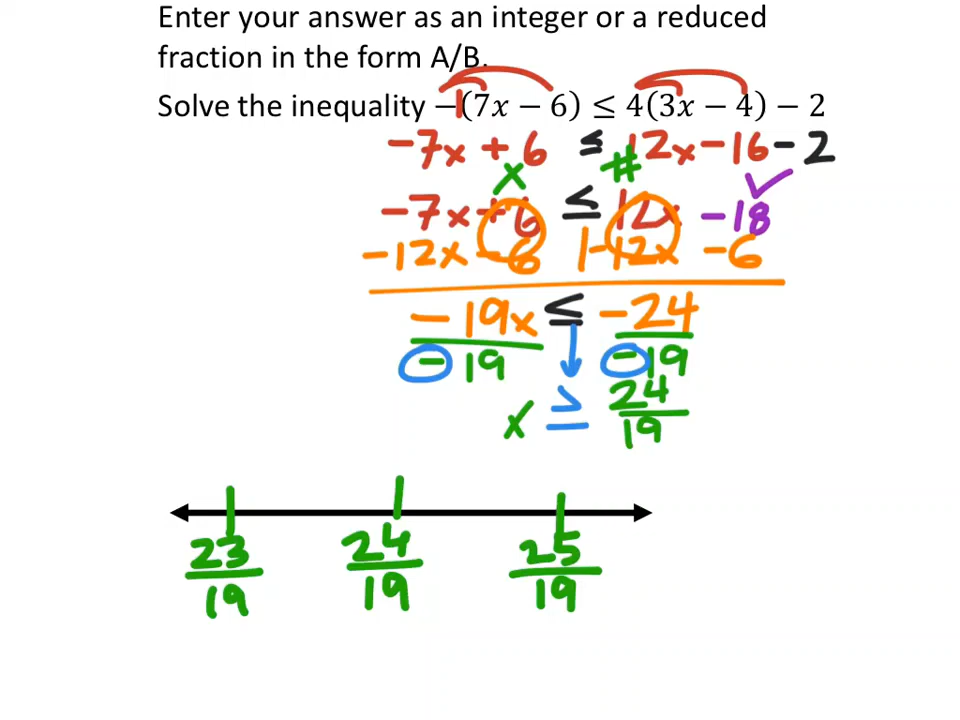 Enter your answer as an integer or a reduced
fraction in the form A/B.
Solve the inequality −1(7x − 6) ≤ 4(3x − 4) − 2
-7x + 6 ≤ 12x - 16 - 2
x #
-7x + 6 ≤ 12x - 18
-12x - 6 | -12x - 6
-19x ≤ -24
-19 -19
x ≥ 24/19
23/19 24/19 25/19